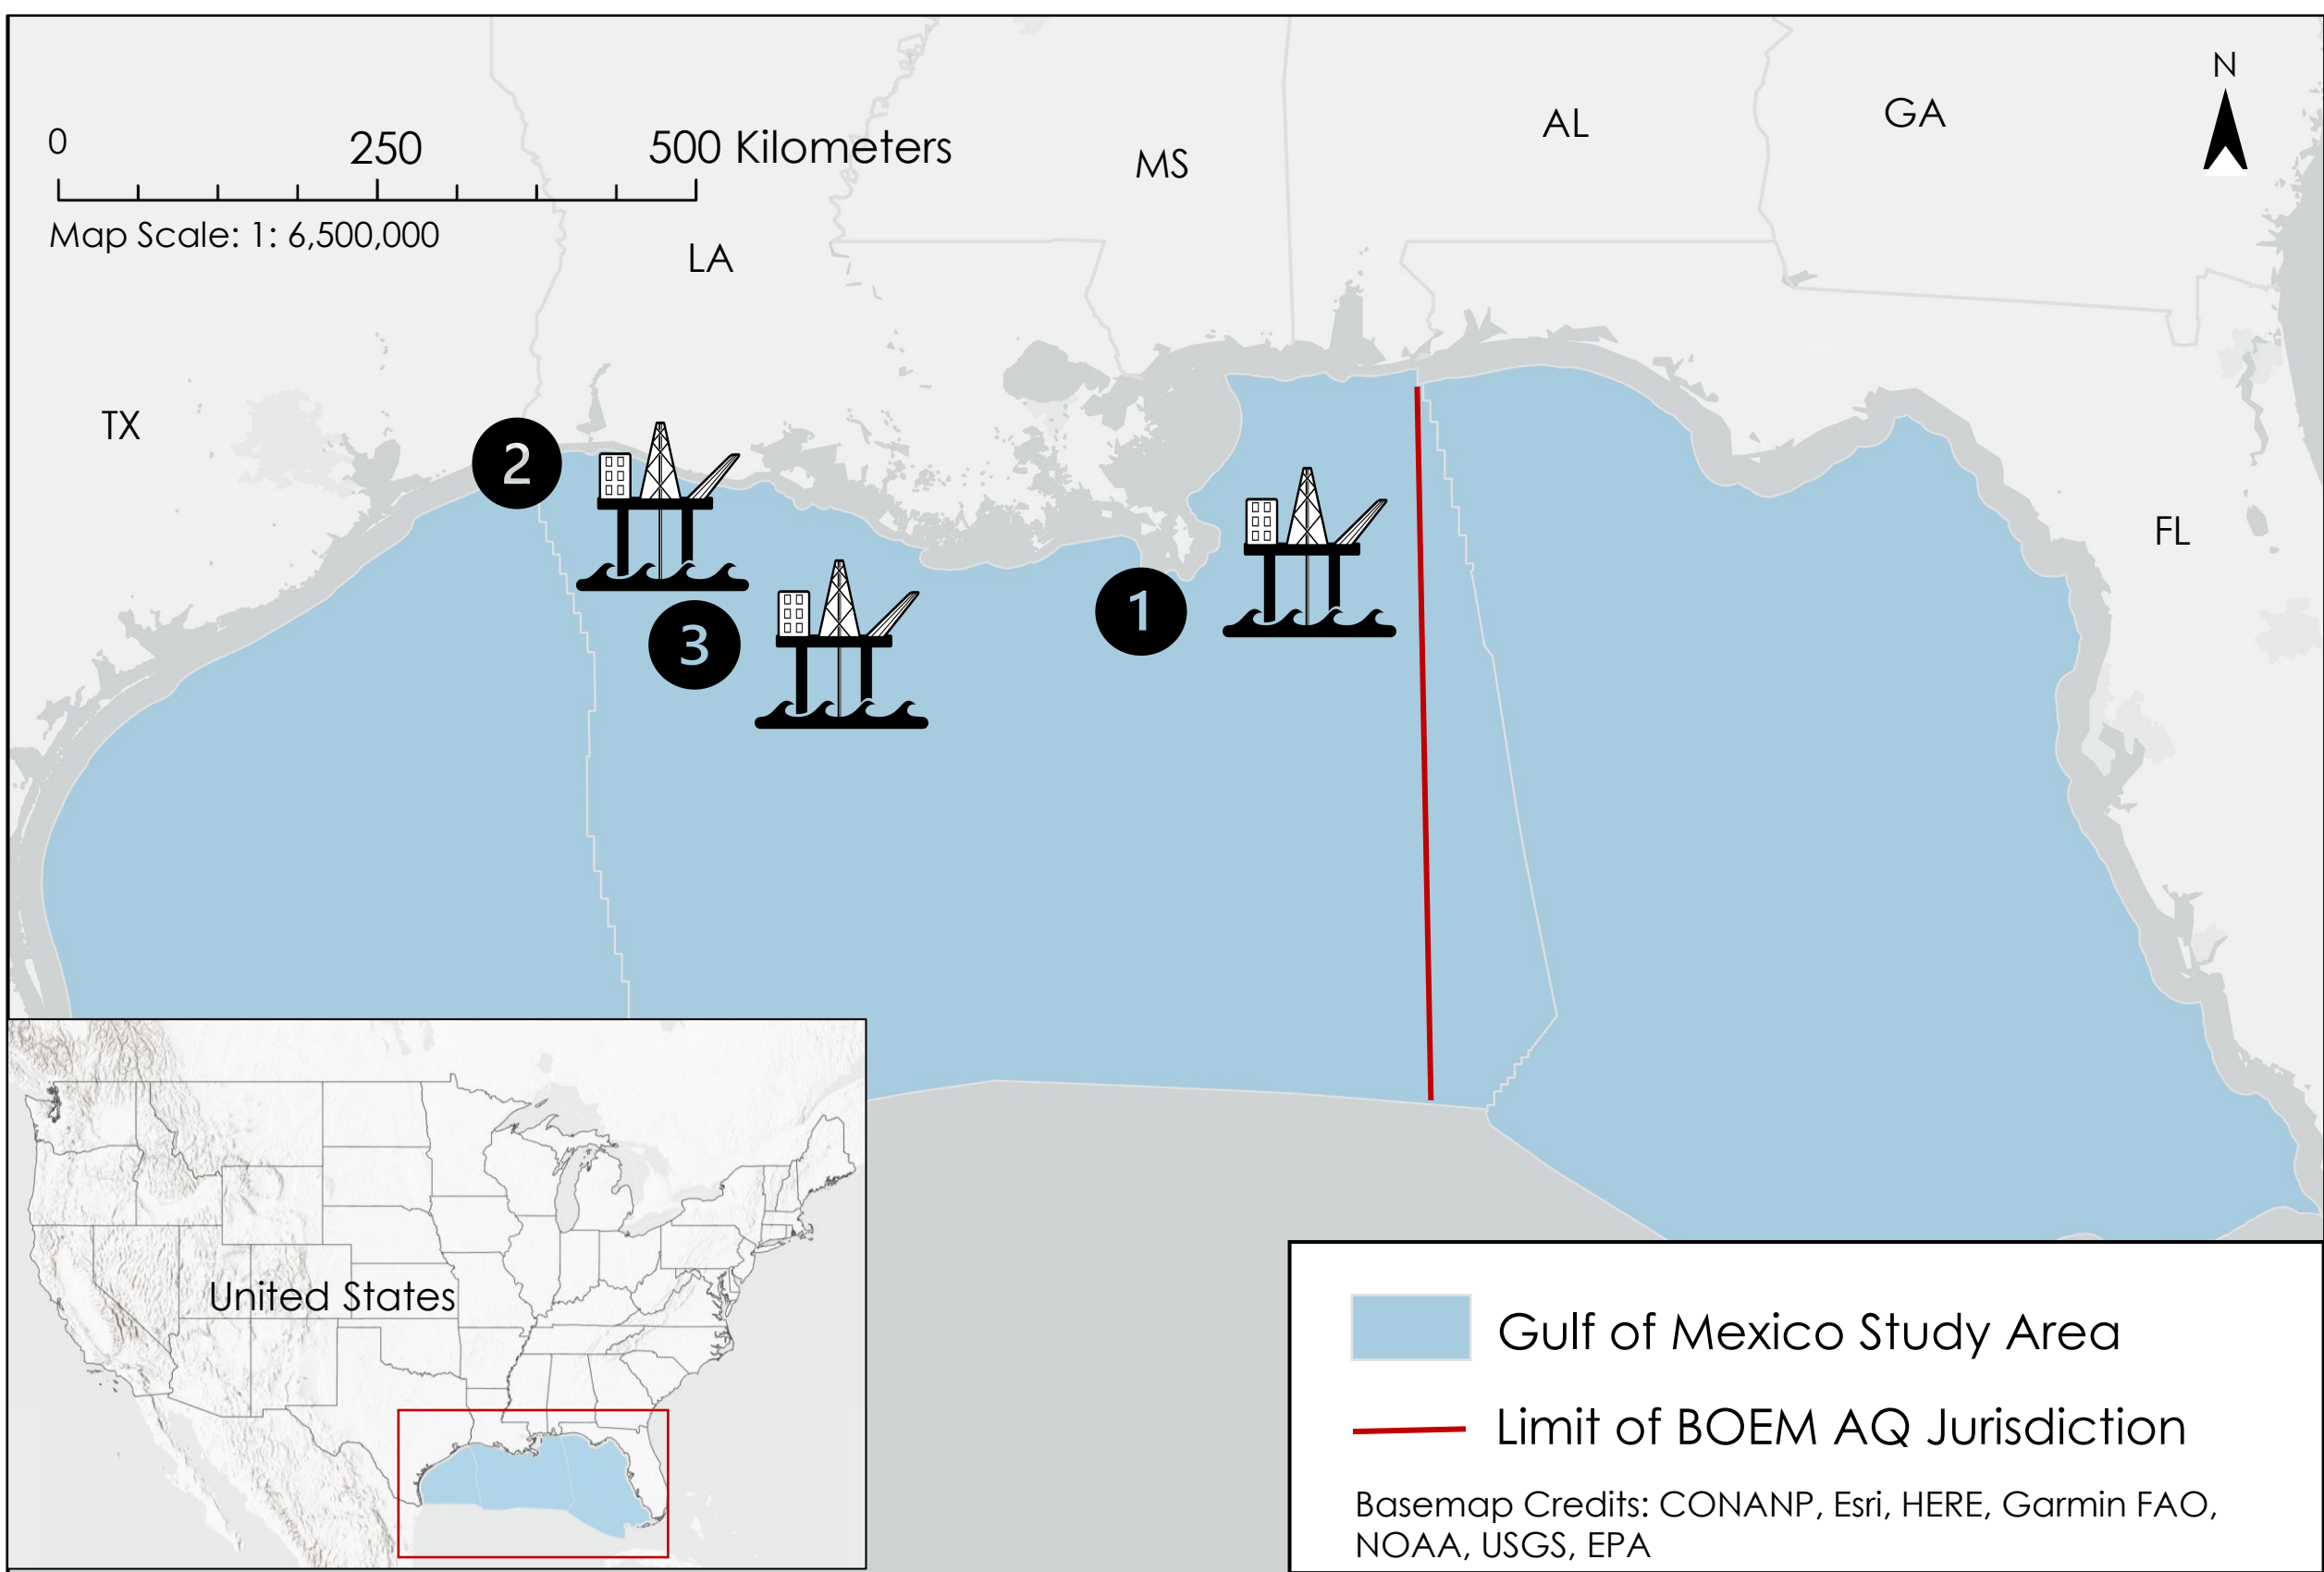 N
0 250 500 Kilometers
Map Scale: 1: 6,500,000
TX
LA
MS
AL
GA
FL
2
3
1
United States
Gulf of Mexico Study Area
Limit of BOEM AQ Jurisdiction
Basemap Credits: CONANP, Esri, HERE, Garmin FAO,
NOAA, USGS, EPA